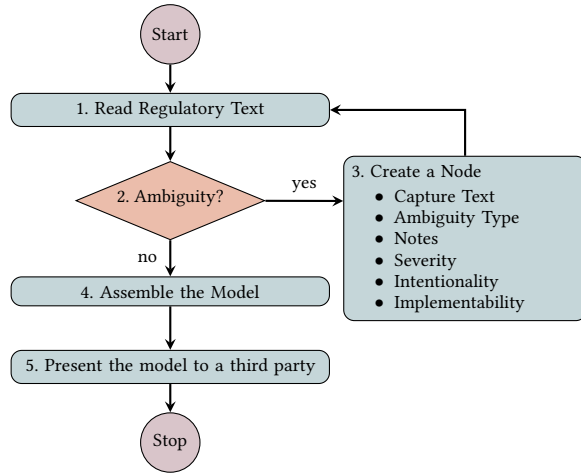 Start
1. Read Regulatory Text
2. Ambiguity?
yes
no
3. Create a Node
● Capture Text
● Ambiguity Type
● Notes
● Severity
● Intentionality
● Implementability
4. Assemble the Model
5. Present the model to a third party
Stop